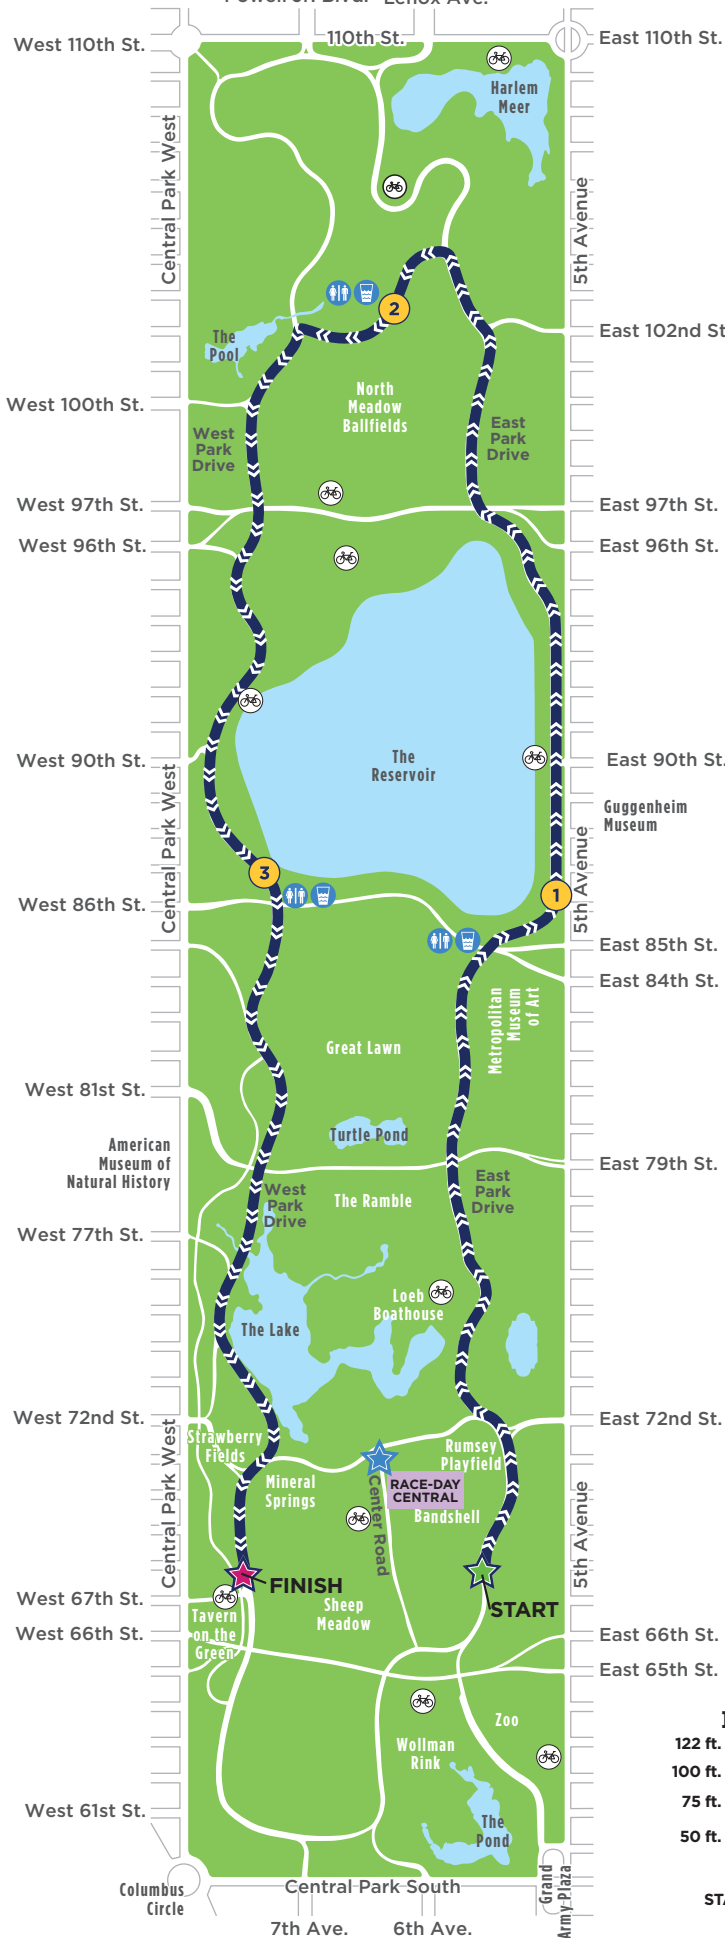 Lenox Ave.
West 110th St.
110th St.
East 110th St.
Harlem
Meer
Central Park West
5th Avenue
2
The
Pool
East 102nd St
North
Meadow
Ballfields
West 100th St.
West
Park
Drive
East
Park
Drive
West 97th St.
East 97th St.
West 96th St.
East 96th St.
West 90th St.
The
Reservoir
East 90th St.
Guggenheim
Museum
Central Park West
5th Avenue
3
1
West 86th St.
East 85th St.
East 84th St.
Metropolitan
Museum
of Art
Great Lawn
West 81st St.
Turtle Pond
American
Museum of
Natural History
East 79th St.
West
Park
Drive
The Ramble
East
Park
Drive
West 77th St.
Loeb
Boathouse
The Lake
West 72nd St.
East 72nd St.
Strawberry
Fields
Rumsey
Playfield
Mineral
Springs
RACE-DAY
CENTRAL
Center Road
Bandshell
Central Park West
5th Avenue
FINISH
START
West 67th St.
Sheep
Meadow
Tavern
on the
Green
West 66th St.
East 66th St.
East 65th St.
Zoo
Wollman
Rink
122 ft.
100 ft.
75 ft.
50 ft.
West 61st St.
The
Pond
Columbus
Circle
Central Park South
Grand
Army Plaza
STA
7th Ave.
6th Ave.